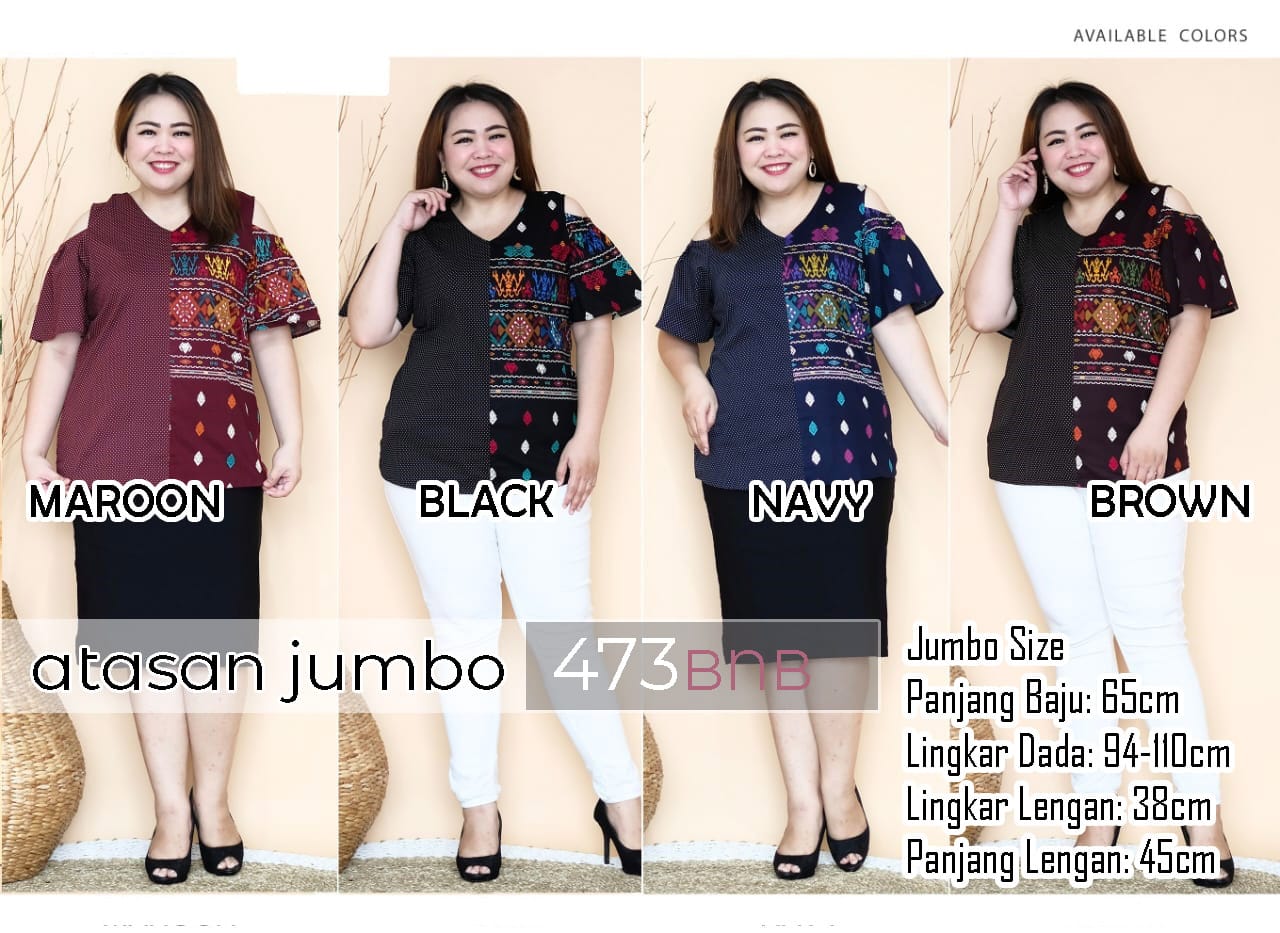 AVAILABLE COLORS
MAROON
BLACK
NAVY
BROWN
atasan jumbo 473BNB
Jumbo Size
Panjang Baju: 65cm
Lingkar Dada: 94-110cm
Lingkar Lengan: 38cm
Panjang Lengan: 45cm